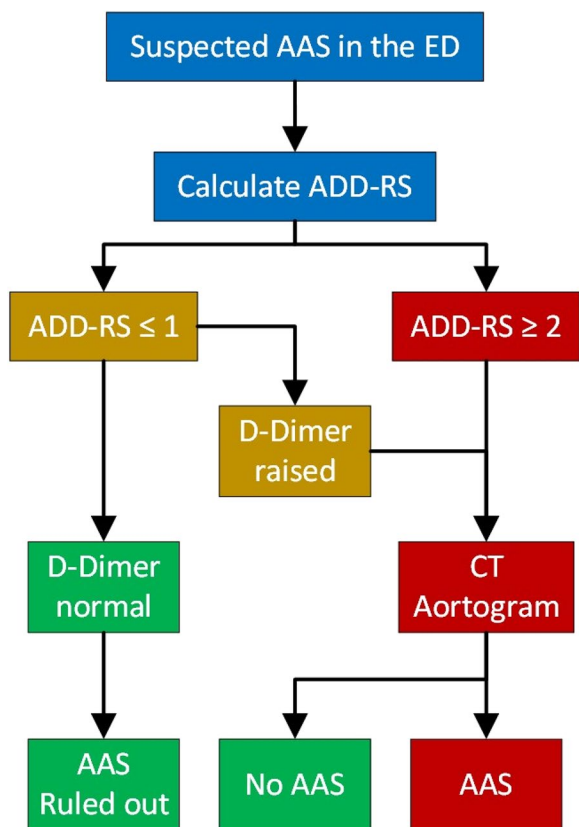 Suspected AAS in the ED
Calculate ADD-RS
ADD-RS ≤ 1
ADD-RS ≥ 2
D-Dimer
raised
D-Dimer
normal
CT
Aortogram
AAS
Ruled out
No AAS
AAS